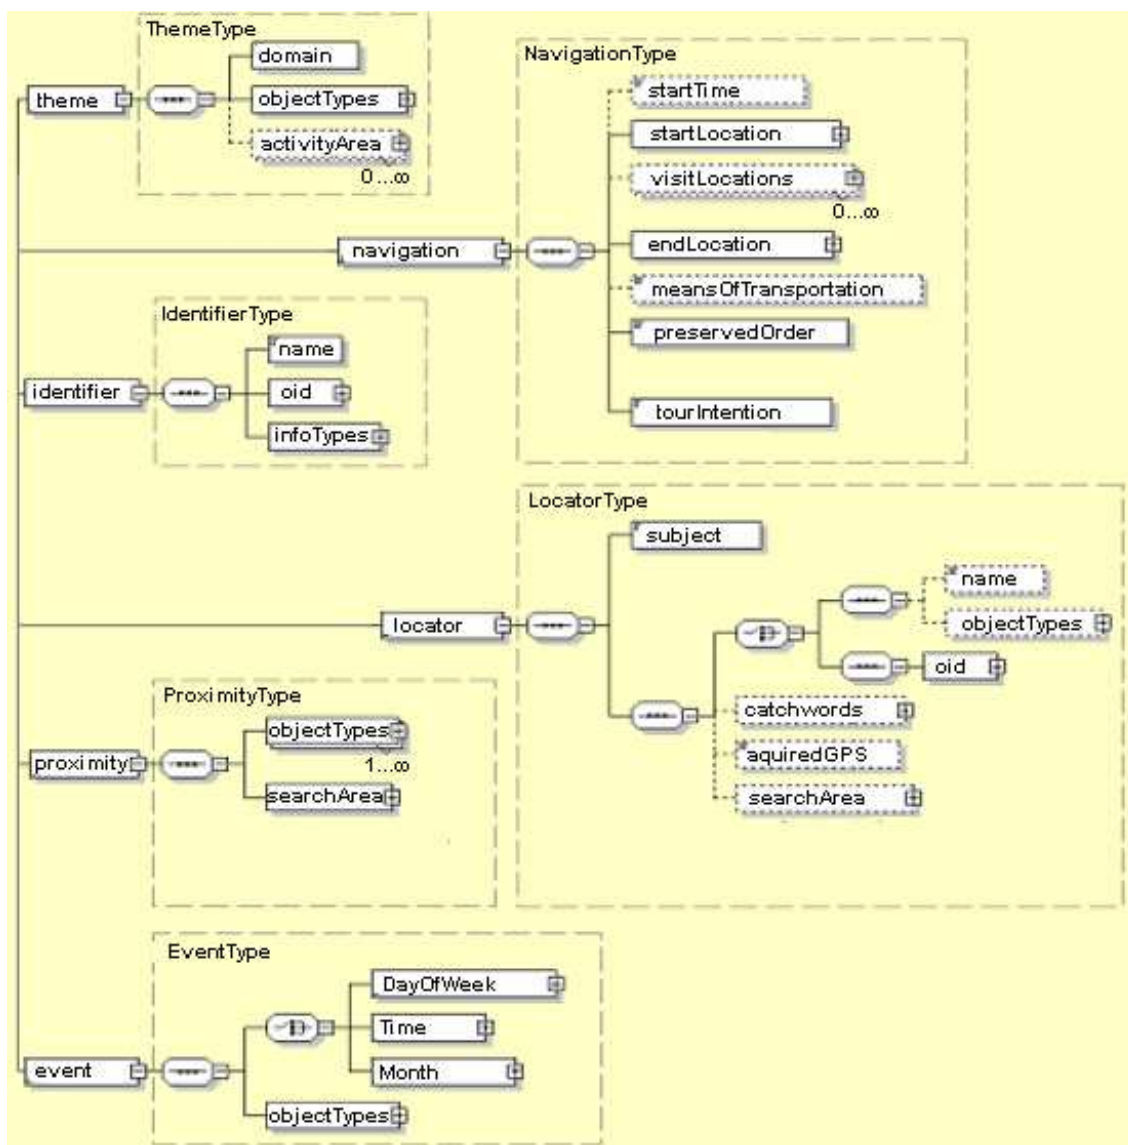 ThemeType
theme
domain
objectTypes
activityArea
0...∞
NavigationType
navigation
startTime
startLocation
visitLocations
0...∞
endLocation
meansOfTransportation
preservedOrder
tourIntention
IdentifierType
identifier
name
oid
infoTypes
LocatorType
locator
subject
name
objectTypes
oid
catchwords
aquiredGPS
searchArea
ProximityType
proximity
objectTypes
1...∞
searchArea
EventType
event
DayOfWeek
Time
Month
objectTypes